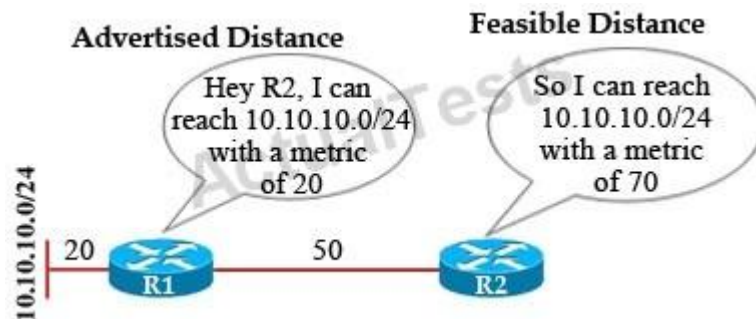 Advertised Distance
Feasible Distance
Hey R2, I can
reach 10.10.10.0/24
with a metric
of 20
So I can reach
10.10.10.0/24
with a metric
of 70
ActualTests
10.10.10.0/24
20
50
R1
R2